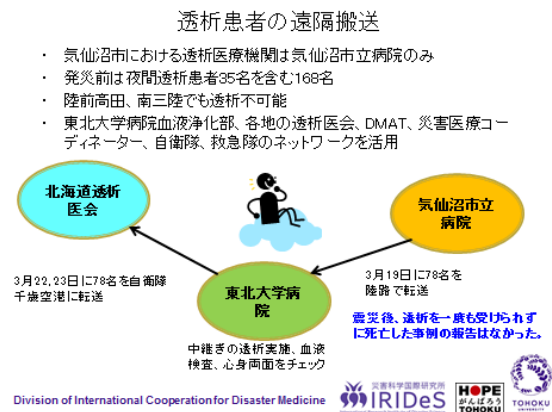 透析患者の遠隔搬送
・ 気仙沼市における透析医療機関は気仙沼市立病院のみ
・ 発災前は夜間透析患者35名を含む168名
・ 陸前高田、南三陸でも透析不可能
・ 東北大学病院血液浄化部、各地の透析医会、DMAT、災害医療コー
ディネーター、自衛隊、救急隊のネットワークを活用
北海道透析
医会
気仙沼市立
病院
3月22,23日に78名を自衛隊
千歳空港に転送
東北大学病
院
3月19日に78名を
陸路で転送
震災後、透析を一度も受けられず
に死亡した事例の報告はなかった。
中継ぎの透析実施、血液
検査、心身両面をチェック
Division of International Cooperation for Disaster Medicine
災害科学国際研究所
IRIDeS
HOPE
がんばろう
TOHOKU
TOHOKU